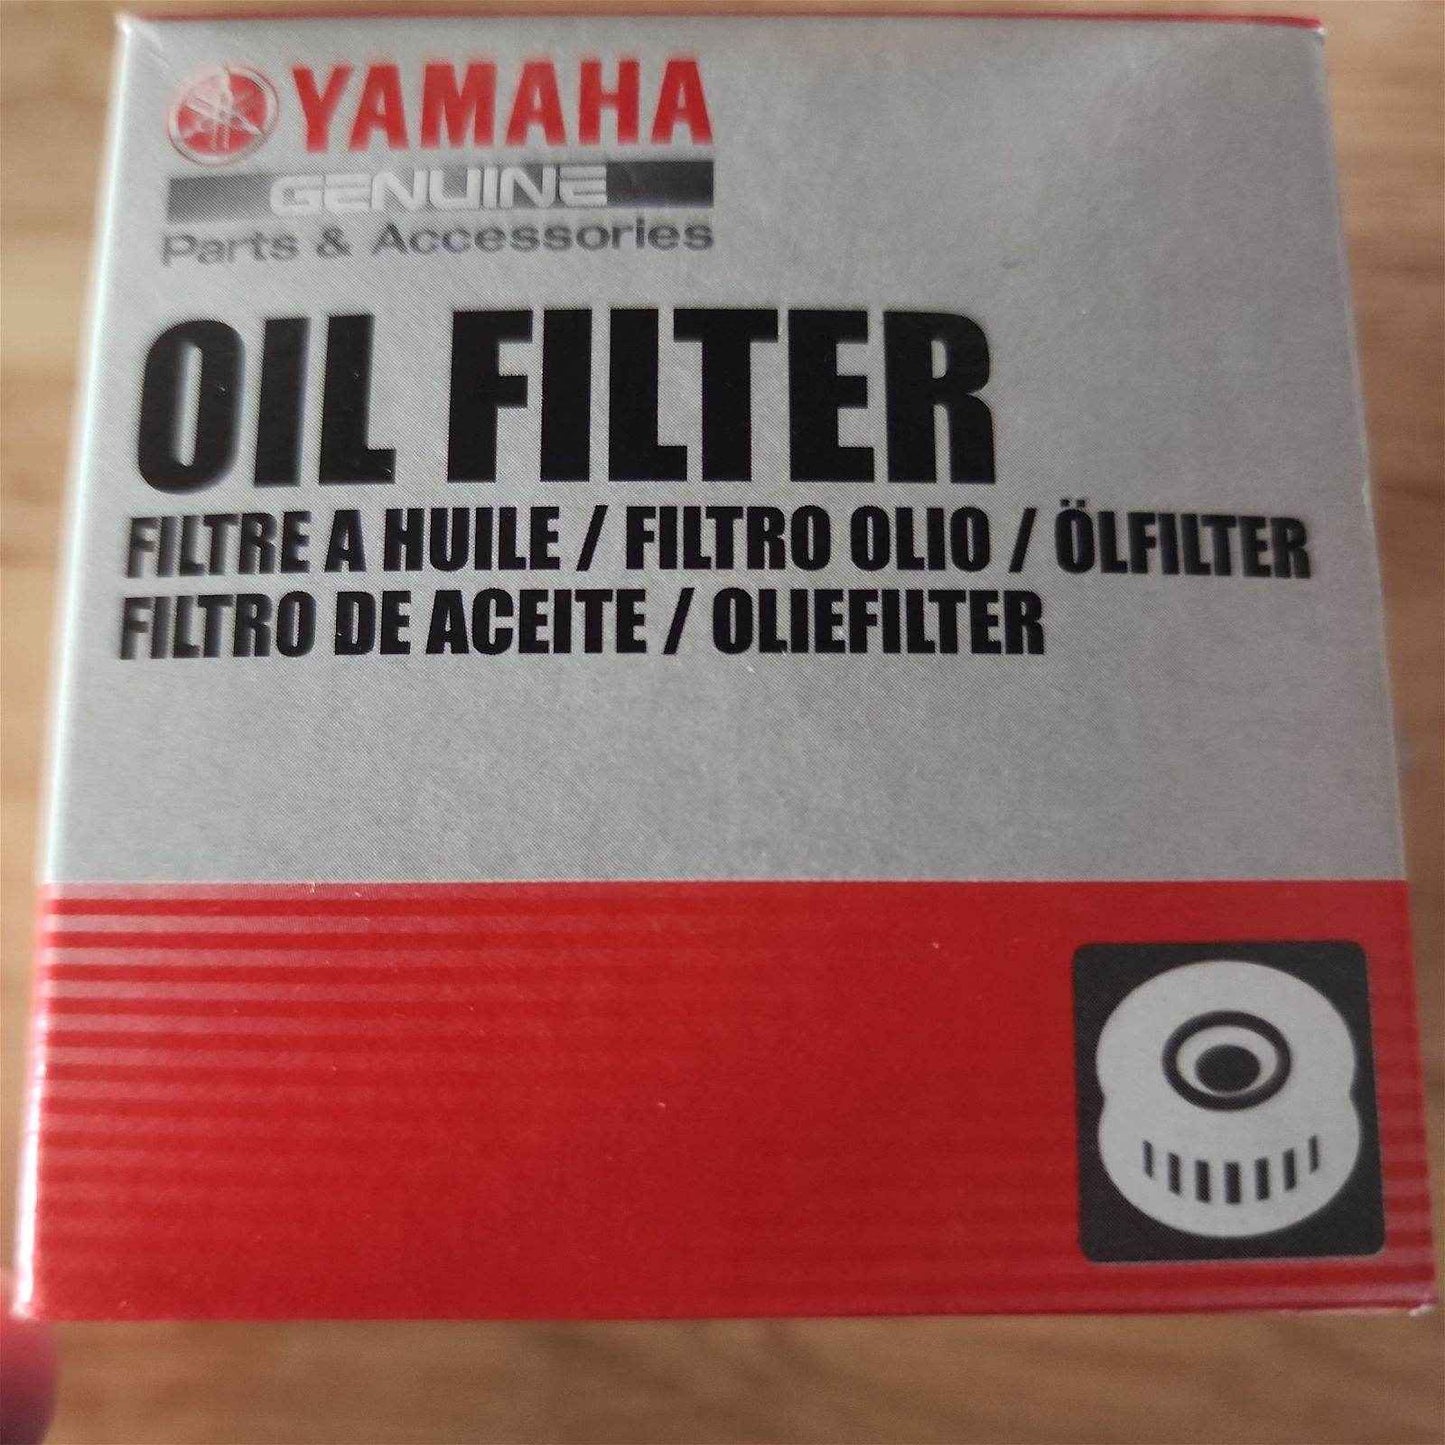 YAMAHA
GENUINE
Parts & Accessories
OIL FILTER
FILTRE A HUILE / FILTRO OLIO / ÖLFILTER
FILTRO DE ACEITE / OLIEFILTER